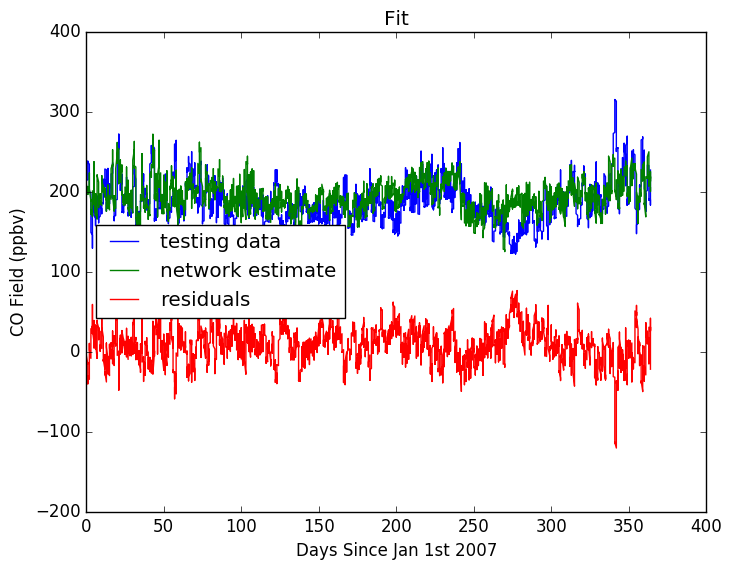 Fit
400
300
200
100
0
−100
−200
CO Field (ppbv)
testing data
network estimate
residuals
0 50 100 150 200 250 300 350 400
Days Since Jan 1st 2007